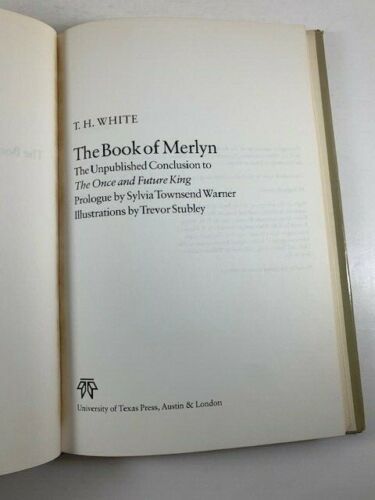 T. H. WHITE
The Book of Merlyn
The Unpublished Conclusion to
The Once and Future King
Prologue by Sylvia Townsend Warner
Illustrations by Trevor Stubley
University of Texas Press, Austin & London